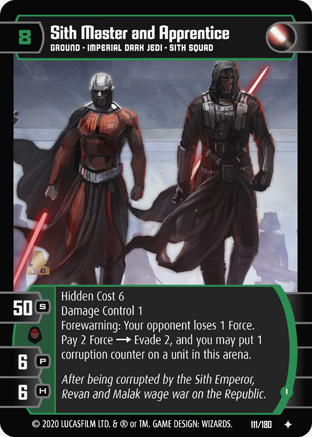 8
Sith Master and Apprentice
GROUND - IMPERIAL DARK JEDI - SITH SQUAD
50 S
6 P
6 H
Hidden Cost 6
Damage Control 1
Forewarning: Your opponent loses 1 Force.
Pay 2 Force → Evade 2, and you may put 1
corruption counter on a unit in this arena.
After being corrupted by the Sith Emperor,
Revan and Malak wage war on the Republic.
1
© 2020 LUCASFILM LTD. & ® or TM. GAME DESIGN: WIZARDS.
111/180